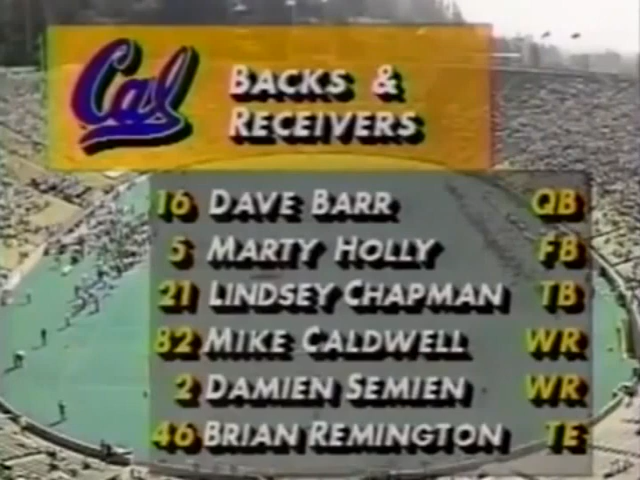 Cal
BACKS &
RECEIVERS
16 DAVE BARR QB
5 MARTY HOLLY FB
21 LINDSEY CHAPMAN TB
82 MIKE CALDWELL WR
2 DAMIEN SEMIEN WR
46 BRIAN REMINGTON TE